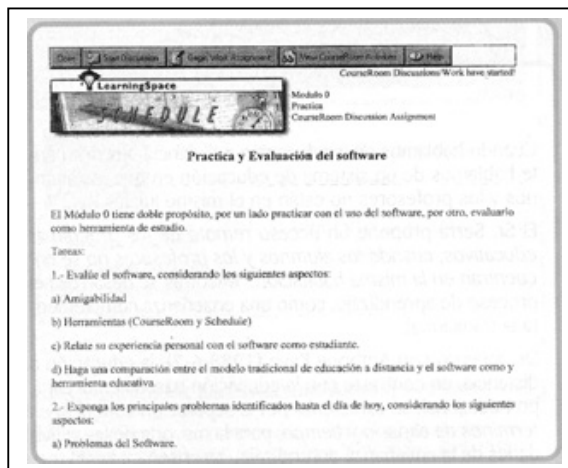 Done Start Discussion Begin Work Assignment View CourseRoom Activities Help
CourseRoom Discussions/Work have started!
LearningSpace
SCHEDULE
Modulo 0
Practica
CourseRoom Discussion Assignment
Practica y Evaluación del software
El Módulo 0 tiene doble propósito, por un lado practicar con el uso del software, por otro, evaluarlo
como herramienta de estudio.
Tareas:
1.- Evalúe el software, considerando los siguientes aspectos:
a) Amigabilidad
b) Herramientas (CourseRoom y Schedule)
c) Relate su experiencia personal con el software como estudiante.
d) Haga una comparación entre el modelo tradicional de educación a distancia y el software como y
herramienta educativa.
2.- Exponga los principales problemas identificados hasta el día de hoy, considerando los siguientes
aspectos:
a) Problemas del Software